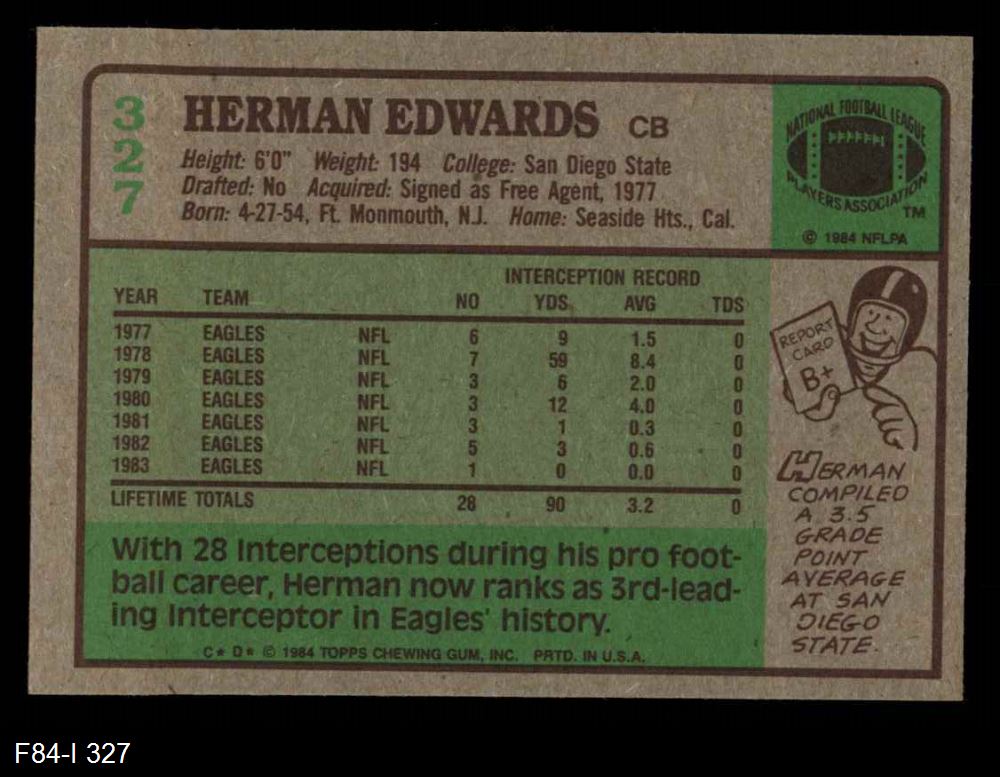 327
HERMAN EDWARDS CB
Height: 6'0" Weight: 194 College: San Diego State
Drafted: No Acquired: Signed as Free Agent, 1977
Born: 4-27-54, Ft. Monmouth, N.J. Home: Seaside Hts., Cal.
NATIONAL FOOTBALL LEAGUE
PLAYERS ASSOCIATION
TM
© 1984 NFLPA
INTERCEPTION RECORD
YEAR TEAM NO YDS AVG TDS
1977 EAGLES NFL 6 9 1.5 0
1978 EAGLES NFL 7 59 8.4 0
1979 EAGLES NFL 3 6 2.0 0
1980 EAGLES NFL 3 12 4.0 0
1981 EAGLES NFL 3 1 0.3 0
1982 EAGLES NFL 5 3 0.6 0
1983 EAGLES NFL 1 0 0.0 0
LIFETIME TOTALS 28 90 3.2 0
With 28 Interceptions during his pro foot-
ball career, Herman now ranks as 3rd-lead-
ing Interceptor in Eagles' history.
C* D* © 1984 TOPPS CHEWING GUM, INC. PRTD. IN U.S.A.
REPORT
CARD
B+
HERMAN
COMPILED
A 3.5
GRADE
POINT
AVERAGE
AT SAN
DIEGO
STATE.
F84-I 327